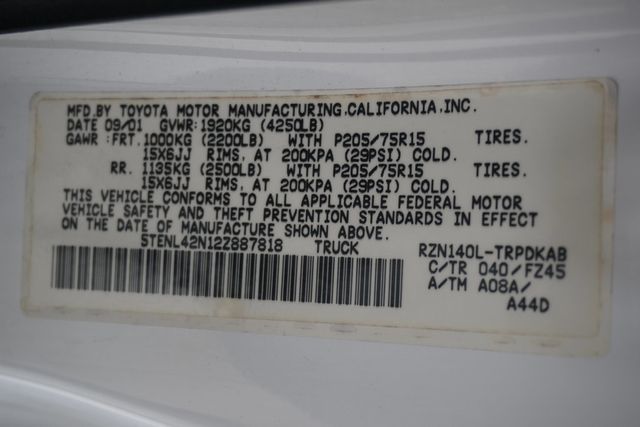 MFD.BY TOYOTA MOTOR MANUFACTURING.CALIFORNIA.INC.
DATE 09/01 GVWR:1920KG (4250LB)
GAWR :FRT.1000KG (2200LB) WITH P205/75R15 TIRES.
15X6JJ RIMS, AT 200KPA (29PSI) COLD.
RR. 1135KG (2500LB) WITH P205/75R15 TIRES.
15X6JJ RIMS, AT 200KPA (29PSI) COLD.
THIS VEHICLE CONFORMS TO ALL APPLICABLE FEDERAL MOTOR
VEHICLE SAFETY AND THEFT PREVENTION STANDARDS IN EFFECT
ON THE DATE OF MANUFACTURE SHOWN ABOVE.
5TENL42N12Z887818 TRUCK RZN140L-TRPDKAB
C/TR 040/FZ45
A/TM A08A/
A44D